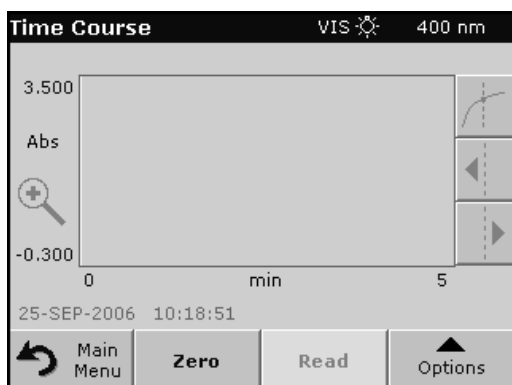 Time Course VIS 400 nm
3.500
Abs
-0.300
0 min 5
25-SEP-2006 10:18:51
Main Menu Zero Read Options